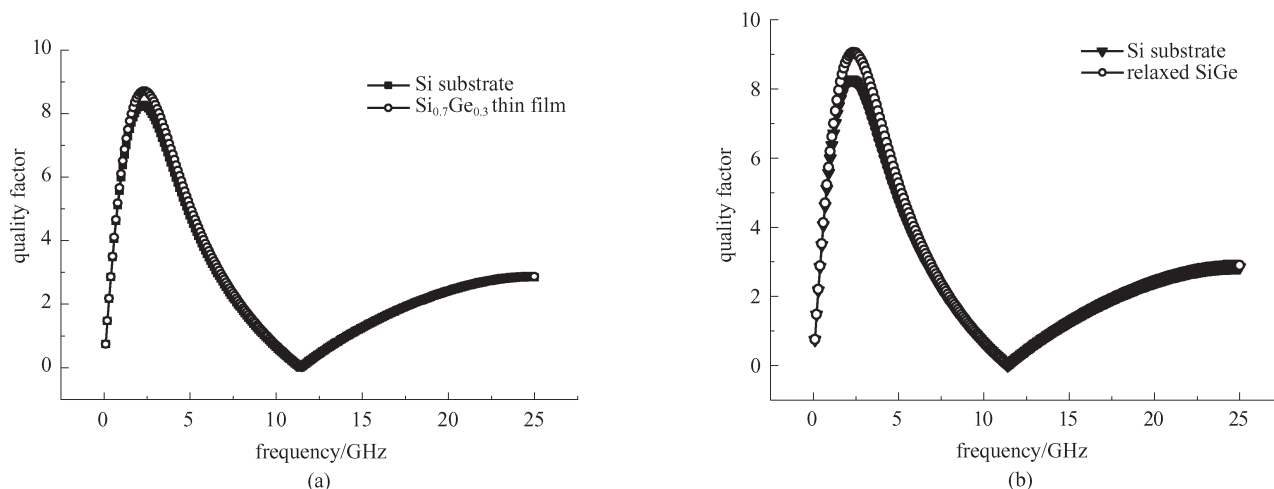 10
8
6
4
2
0
quality factor
Si substrate
Si₀.₇Ge₀.₃ thin film
0 5 10 15 20 25
frequency/GHz
(a)
10
8
6
4
2
0
quality factor
Si substrate
relaxed SiGe
0 5 10 15 20 25
frequency/GHz
(b)